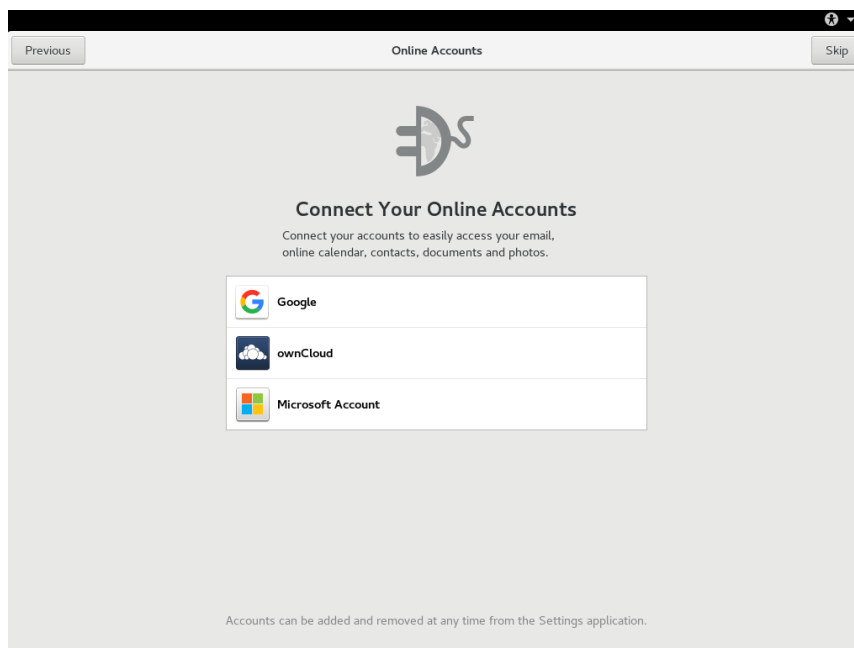 Previous
Online Accounts
Skip
Connect Your Online Accounts
Connect your accounts to easily access your email,
online calendar, contacts, documents and photos.
Google
ownCloud
Microsoft Account
Accounts can be added and removed at any time from the Settings application.